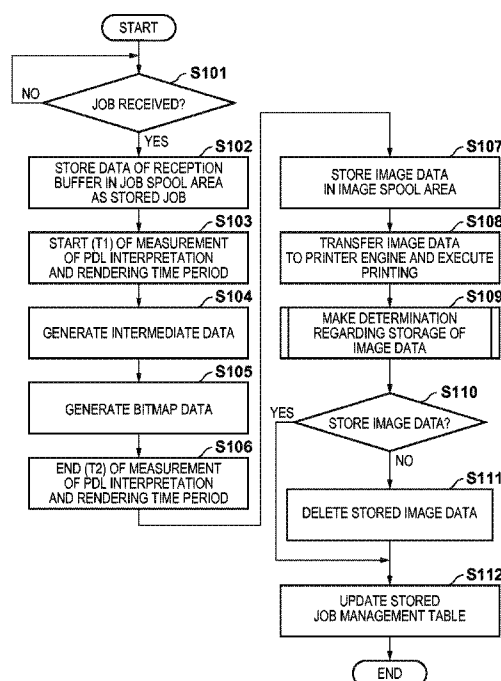 START
S101
NO
JOB RECEIVED?
YES
S102
STORE DATA OF RECEPTION
BUFFER IN JOB SPOOL AREA
AS STORED JOB
S103
START (T1) OF MEASUREMENT
OF PDL INTERPRETATION
AND RENDERING TIME PERIOD
S104
GENERATE INTERMEDIATE DATA
S105
GENERATE BITMAP DATA
S106
END (T2) OF MEASUREMENT
OF PDL INTERPRETATION
AND RENDERING TIME PERIOD
S107
STORE IMAGE DATA
IN IMAGE SPOOL AREA
S108
TRANSFER IMAGE DATA
TO PRINTER ENGINE AND EXECUTE
PRINTING
S109
MAKE DETERMINATION
REGARDING STORAGE OF
IMAGE DATA
S110
YES
STORE IMAGE DATA?
NO
S111
DELETE STORED IMAGE DATA
S112
UPDATE STORED
JOB MANAGEMENT TABLE
END